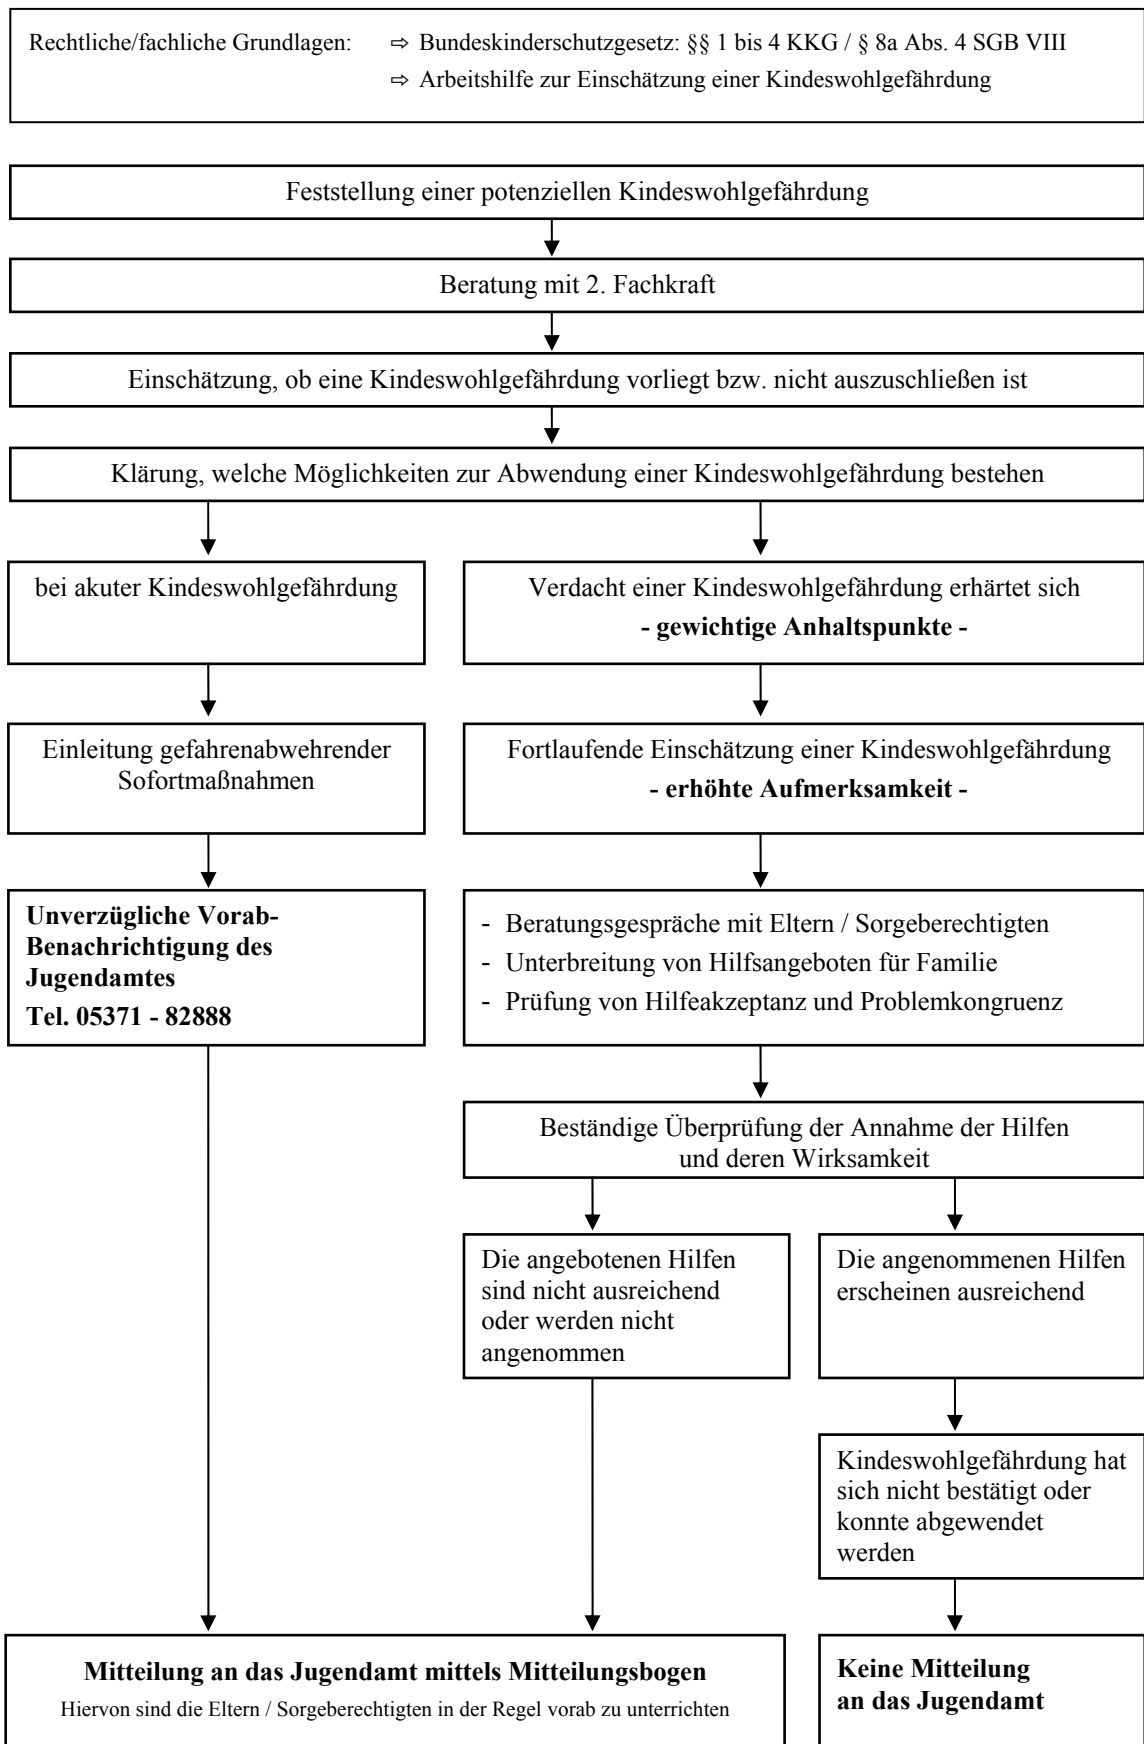 Rechtliche/fachliche Grundlagen: ⇨ Bundeskinderschutzgesetz: §§ 1 bis 4 KKG / § 8a Abs. 4 SGB VIII
⇨ Arbeitshilfe zur Einschätzung einer Kindeswohlgefährdung
Feststellung einer potenziellen Kindeswohlgefährdung
Beratung mit 2. Fachkraft
Einschätzung, ob eine Kindeswohlgefährdung vorliegt bzw. nicht auszuschließen ist
Klärung, welche Möglichkeiten zur Abwendung einer Kindeswohlgefährdung bestehen
bei akuter Kindeswohlgefährdung
Verdacht einer Kindeswohlgefährdung erhärtet sich
- gewichtige Anhaltspunkte -
Einleitung gefahrenabwehrender
Sofortmaßnahmen
Fortlaufende Einschätzung einer Kindeswohlgefährdung
- erhöhte Aufmerksamkeit -
Unverzügliche Vorab-
Benachrichtigung des
Jugendamtes
Tel. 05371 - 82888
- Beratungsgespräche mit Eltern / Sorgeberechtigten
- Unterbreitung von Hilfsangeboten für Familie
- Prüfung von Hilfeakzeptanz und Problemkongruenz
Beständige Überprüfung der Annahme der Hilfen
und deren Wirksamkeit
Die angebotenen Hilfen
sind nicht ausreichend
oder werden nicht
angenommen
Die angenommenen Hilfen
erscheinen ausreichend
Kindeswohlgefährdung hat
sich nicht bestätigt oder
konnte abgewendet
werden
Mitteilung an das Jugendamt mittels Mitteilungsbogen
Hiervon sind die Eltern / Sorgeberechtigten in der Regel vorab zu unterrichten
Keine Mitteilung
an das Jugendamt